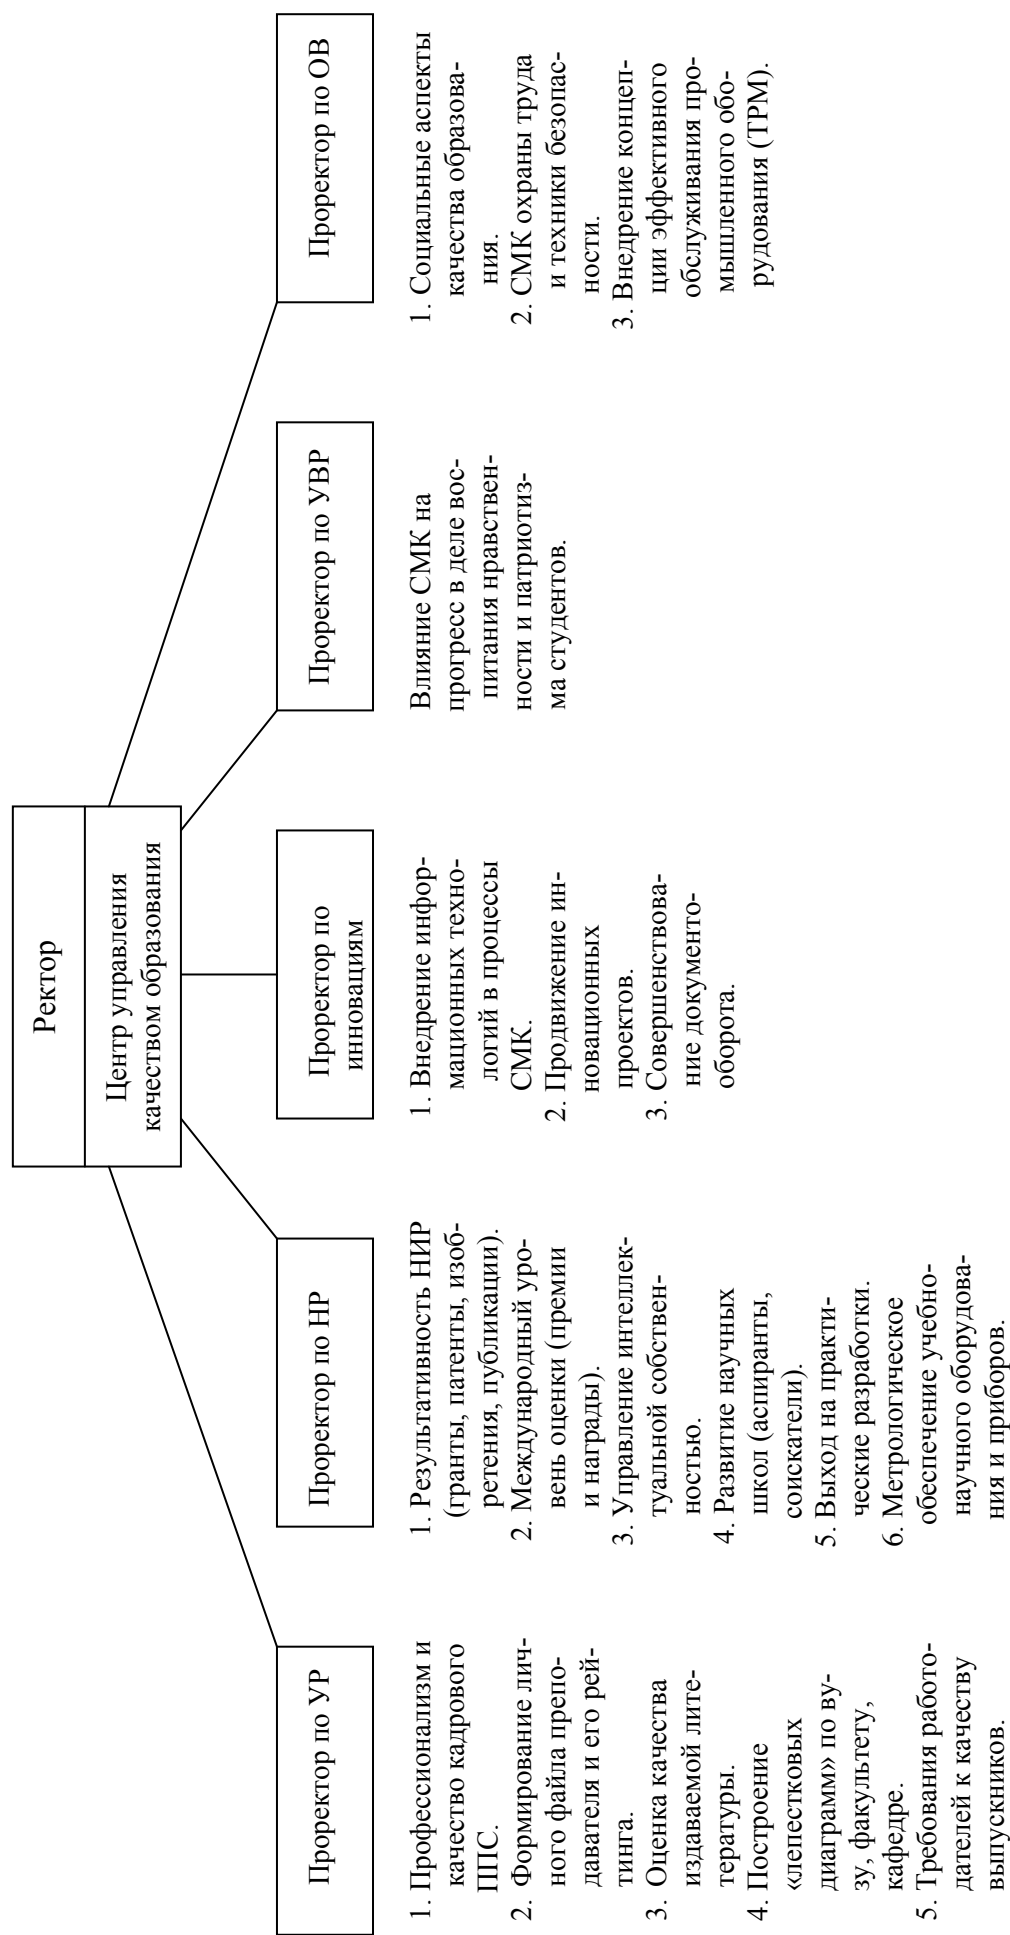 Ректор
Центр управления
качеством образования
Проректор по УР
1. Профессионализм и
качество кадрового
ППС.
2. Формирование лич-
ного файла препо-
давателя и его рей-
тинга.
3. Оценка качества
издаваемой лите-
ратуры.
4. Построение
«лепестковых
диаграмм» по ву-
зу, факультету,
кафедре.
5. Требования работо-
дателей к качеству
выпускников.
Проректор по НР
1. Результативность НИР
(гранты, патенты, изоб-
ретения, публикации).
2. Международный уро-
вень оценки (премии
и награды).
3. Управление интеллек-
туальной собствен-
ностью.
4. Развитие научных
школ (аспиранты,
соискатели).
5. Выход на практи-
ческие разработки.
6. Метрологическое
обеспечение учебно-
научного оборудова-
ния и приборов.
Проректор по
инновациям
1. Внедрение инфор-
мационных техно-
логий в процессы
СМК.
2. Продвижение ин-
новационных
проектов.
3. Совершенствова-
ние документо-
оборота.
Проректор по УВР
Влияние СМК на
прогресс в деле вос-
питания нравствен-
ности и патриотиз-
ма студентов.
Проректор по ОВ
1. Социальные аспекты
качества образова-
ния.
2. СМК охраны труда
и техники безопас-
ности.
3. Внедрение концеп-
ции эффективного
обслуживания про-
мышленного обо-
рудования (ТРМ).